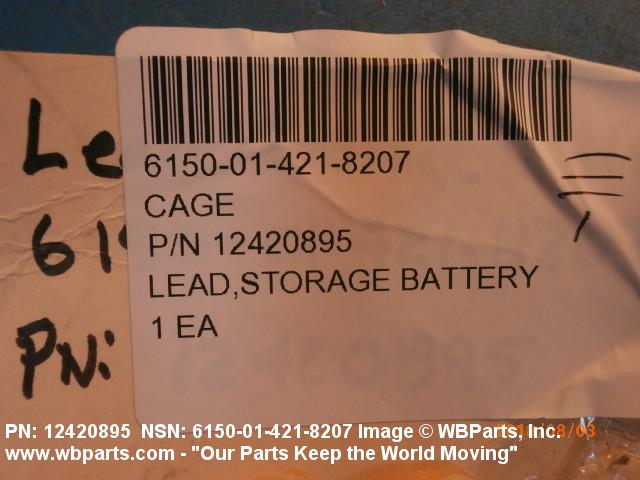 6150-01-421-8207
CAGE
P/N 12420895
LEAD,STORAGE BATTERY
1 EA
PN:
PN: 12420895 NSN: 6150-01-421-8207 Image © WBParts, Inc.
www.wbparts.com - "Our Parts Keep the World Moving"